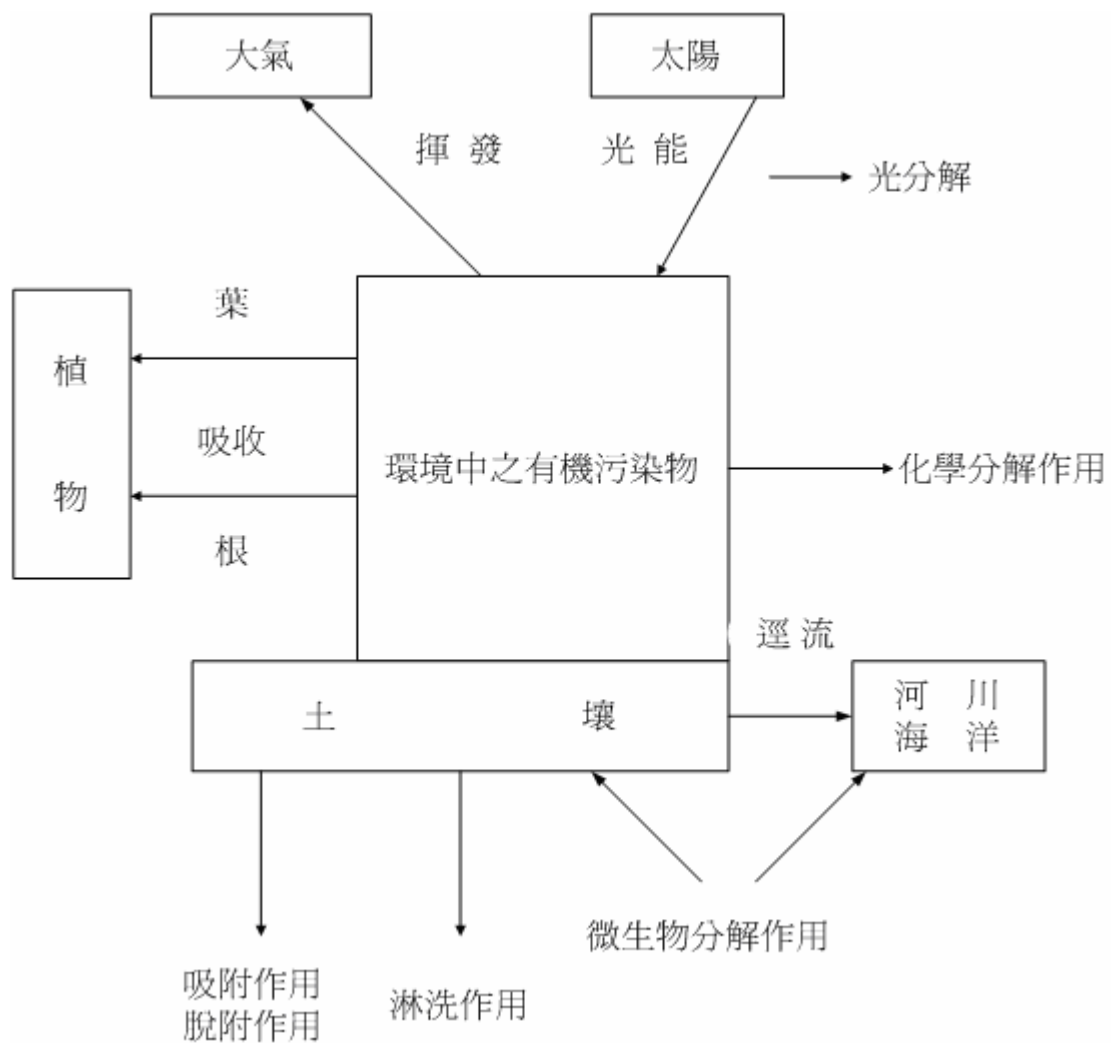 大氣
太陽
揮發
光能
光分解
葉
植物
吸收
環境中之有機污染物
化學分解作用
根
逕流
土壤
河川
海洋
微生物分解作用
吸附作用
脫附作用
淋洗作用